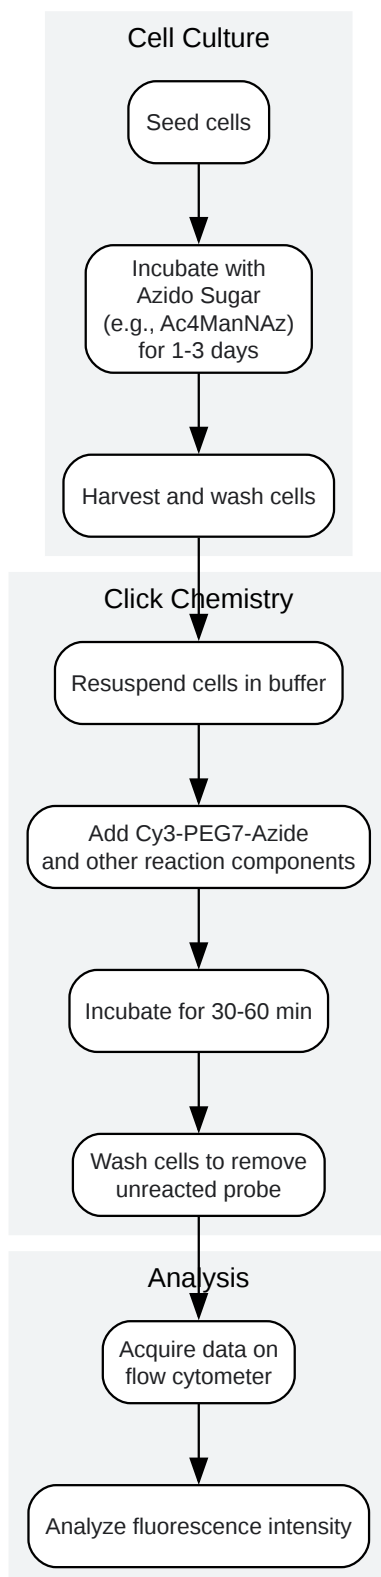 Cell Culture
Seed cells
Incubate with
Azido Sugar
(e.g., Ac4ManNAz)
for 1-3 days
Harvest and wash cells
Click Chemistry
Resuspend cells in buffer
Add Cy3-PEG7-Azide
and other reaction components
Incubate for 30-60 min
Wash cells to remove
unreacted probe
Analysis
Acquire data on
flow cytometer
Analyze fluorescence intensity